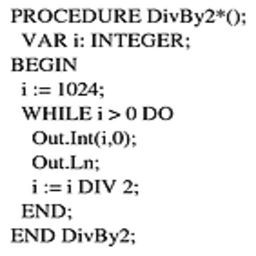 PROCEDURE DivBy2*();
VAR i: INTEGER;
BEGIN
i := 1024;
WHILE i > 0 DO
Out.Int(i,0);
Out.Ln;
i := i DIV 2;
END;
END DivBy2;